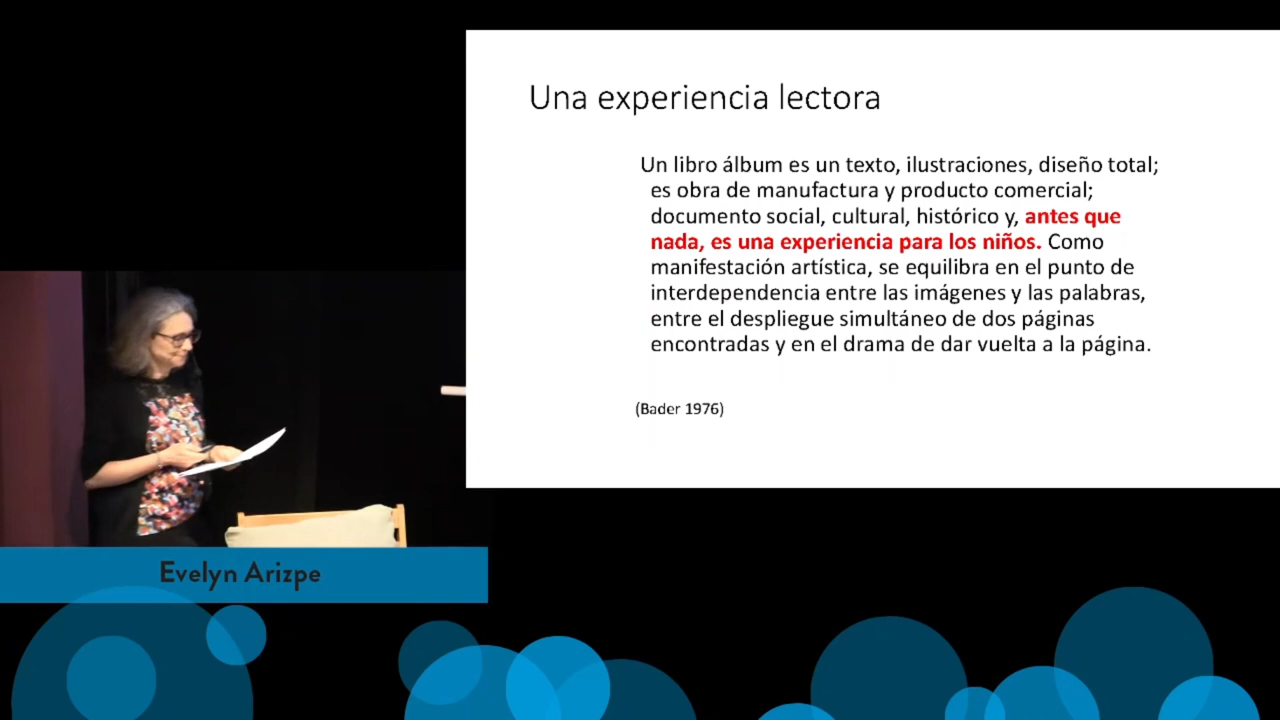 Una experiencia lectora
Un libro álbum es un texto, ilustraciones, diseño total;
es obra de manufactura y producto comercial;
documento social, cultural, histórico y, antes que
nada, es una experiencia para los niños. Como
manifestación artística, se equilibra en el punto de
interdependencia entre las imágenes y las palabras,
entre el despliegue simultáneo de dos páginas
encontradas y en el drama de dar vuelta a la página.
(Bader 1976)
Evelyn Arizpe